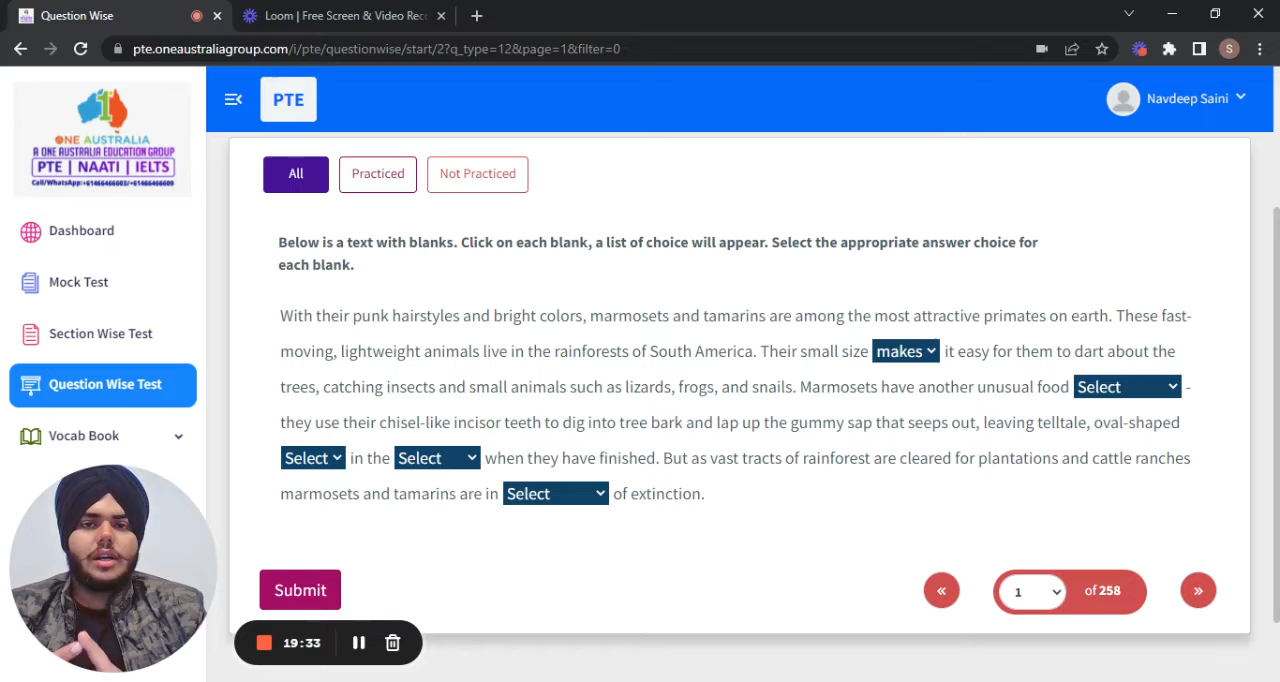 Question Wise
Loom | Free Screen & Video Rec
pte.oneaustraliagroup.com/i/pte/questionwise/start/2?q_type=12&page=1&filter=0
S
1
ONE AUSTRALIA
A ONE AUSTRALIA EDUCATION GROUP
PTE | NAATI | IELTS
PTE
Navdeep Saini
All
Practiced
Not Practiced
Dashboard
Mock Test
Section Wise Test
Question Wise Test
Vocab Book
Below is a text with blanks. Click on each blank, a list of choice will appear. Select the appropriate answer choice for
each blank.
With their punk hairstyles and bright colors, marmosets and tamarins are among the most attractive primates on earth. These fast-
moving, lightweight animals live in the rainforests of South America. Their small size makes it easy for them to dart about the
trees, catching insects and small animals such as lizards, frogs, and snails. Marmosets have another unusual food Select -
they use their chisel-like incisor teeth to dig into tree bark and lap up the gummy sap that seeps out, leaving telltale, oval-shaped
Select in the Select when they have finished. But as vast tracts of rainforest are cleared for plantations and cattle ranches
marmosets and tamarins are in Select of extinction.
Submit
« 1 of 258 »
19:33